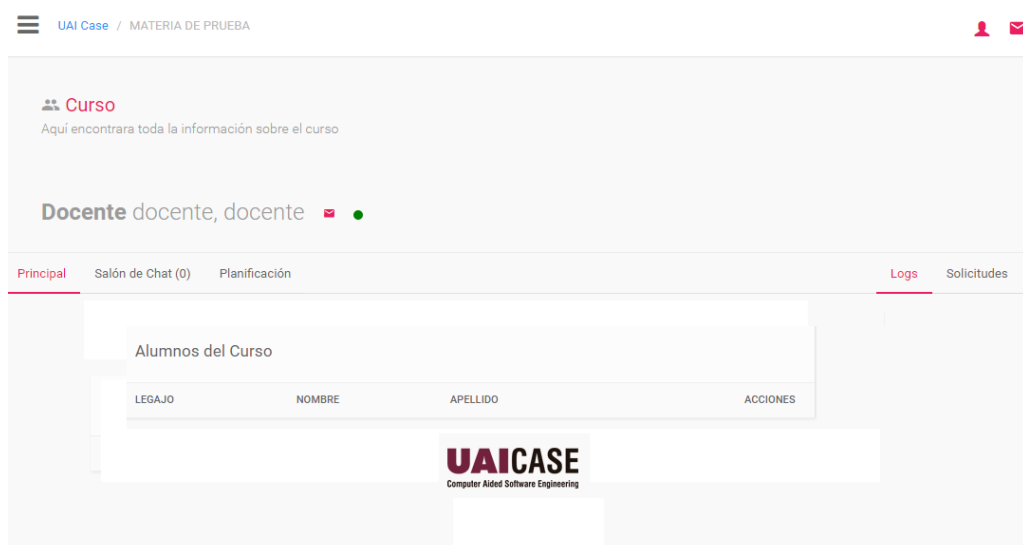 UAI Case / MATERIA DE PRUEBA
Curso
Aquí encontrara toda la información sobre el curso
Docente docente, docente
Principal Salón de Chat (0) Planificación Logs Solicitudes
Alumnos del Curso
LEGAJO NOMBRE APELLIDO ACCIONES
UAICASE
Computer Aided Software Engineering